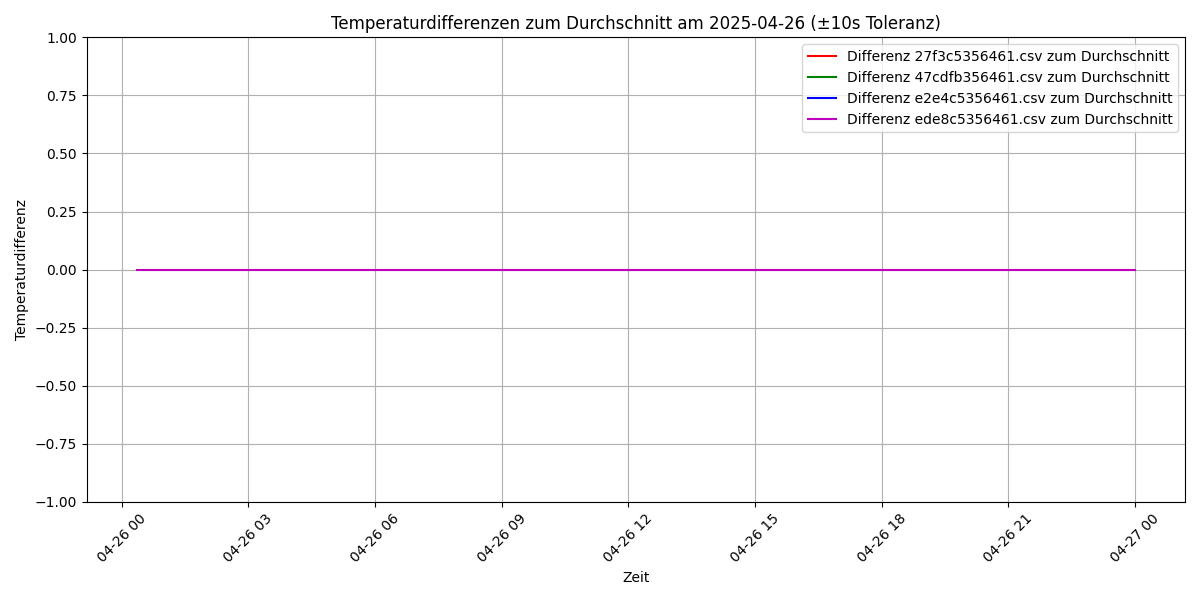 Temperaturdifferenzen zum Durchschnitt am 2025-04-26 (±10s Toleranz)
1.00
0.75
0.50
0.25
0.00
−0.25
−0.50
−0.75
−1.00
Temperaturdifferenz
Differenz 27f3c5356461.csv zum Durchschnitt
Differenz 47cdfb356461.csv zum Durchschnitt
Differenz e2e4c5356461.csv zum Durchschnitt
Differenz ede8c5356461.csv zum Durchschnitt
04-26 00
04-26 03
04-26 06
04-26 09
04-26 12
04-26 15
04-26 18
04-26 21
04-27 00
Zeit